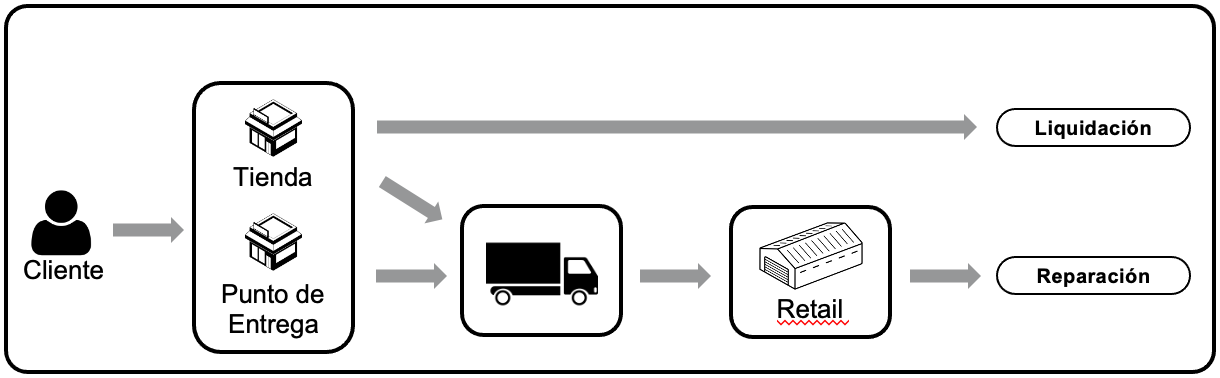 Tienda
Liquidación
Cliente
Punto de
Entrega
Retail
Reparación